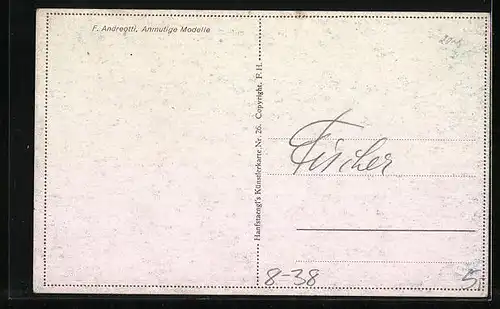 F. Andreotti, Anmutige Modelle
Hanfstaengl's Künstlerkarte Nr. 26. Copyright. F. H.
Fischer
8-38
5